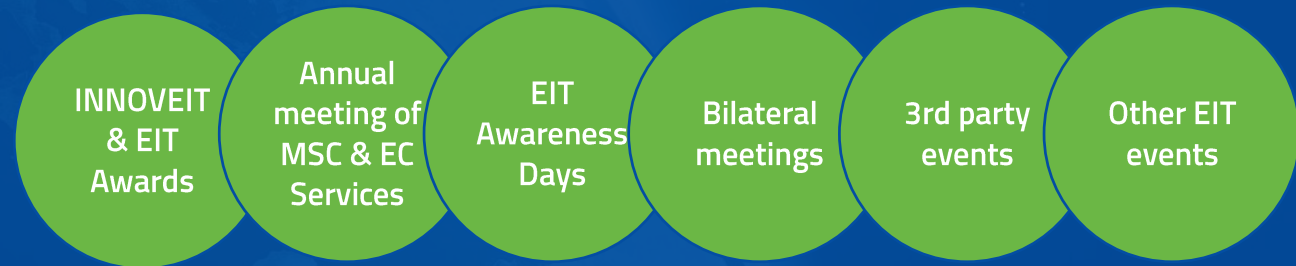 INNOVEIT
& EIT
Awards
Annual
meeting of
MSC & EC
Services
EIT
Awareness
Days
Bilateral
meetings
3rd party
events
Other EIT
events